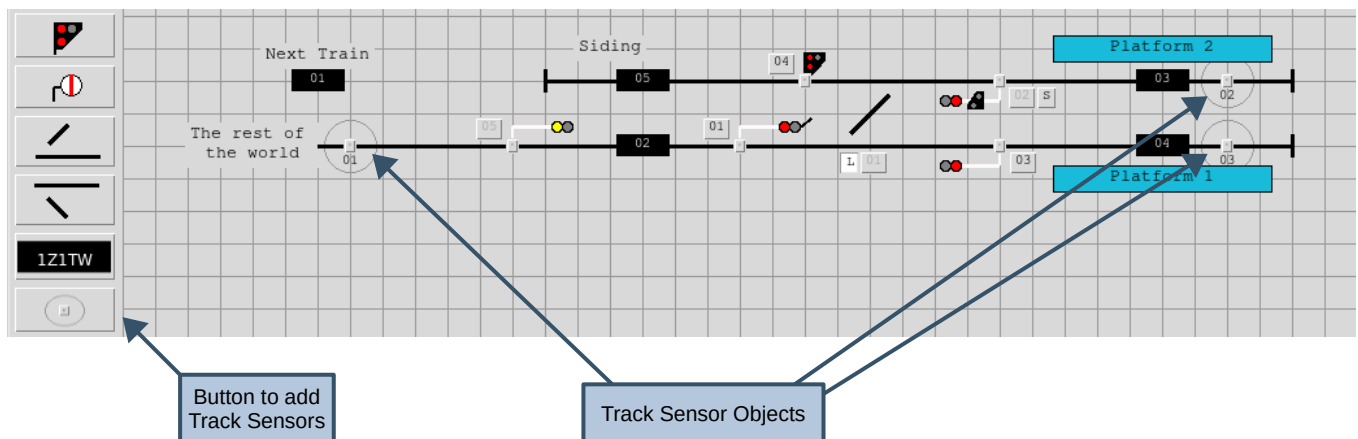 Next Train
Siding
Platform 2
01
05
04
03
02
S
02
The rest of
the world
01
05
02
01
L
01
03
04
03
Platform 1
1Z1TW
Button to add
Track Sensors
Track Sensor Objects